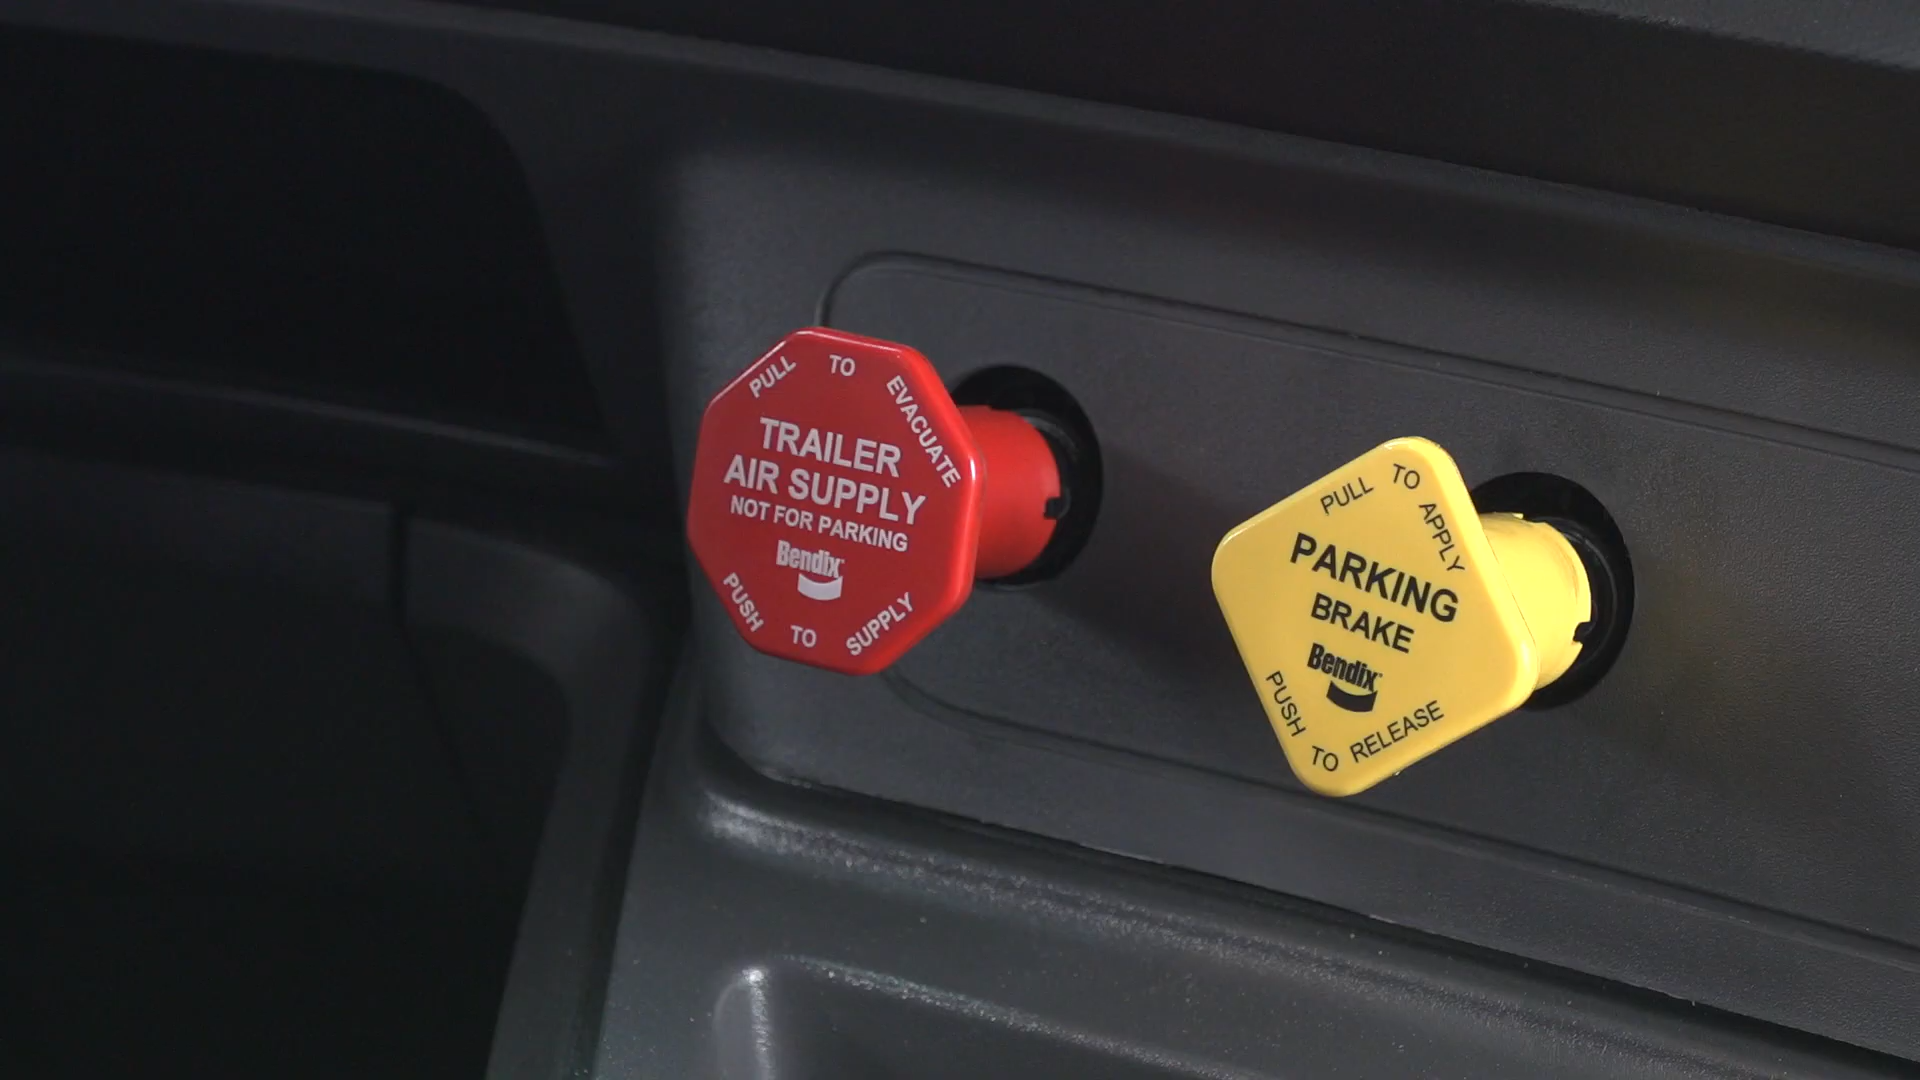 PULL TO EVACUATE
TRAILER
AIR SUPPLY
NOT FOR PARKING
Bendix
PUSH TO SUPPLY
PULL TO APPLY
PARKING
BRAKE
Bendix
PUSH TO RELEASE